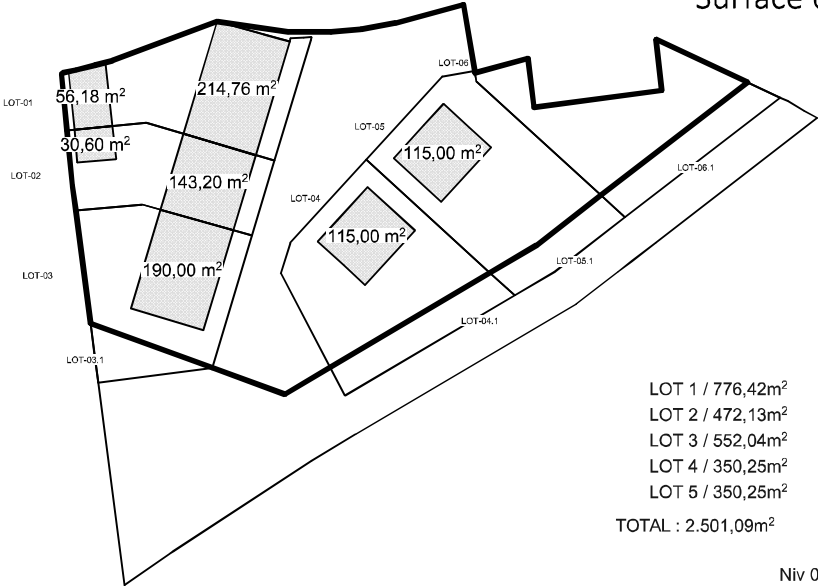 Surface
LOT-06
56,18 m²
214,76 m²
LOT-01
LOT-05
115,00 m²
30,60 m²
LOT-06.1
LOT-02
143,20 m²
LOT-04
115,00 m²
LOT-05.1
190,00 m²
LOT-03
LOT-04.1
LOT-03.1
LOT 1 / 776,42m²
LOT 2 / 472,13m²
LOT 3 / 552,04m²
LOT 4 / 350,25m²
LOT 5 / 350,25m²
TOTAL : 2.501,09m²
Niv 0